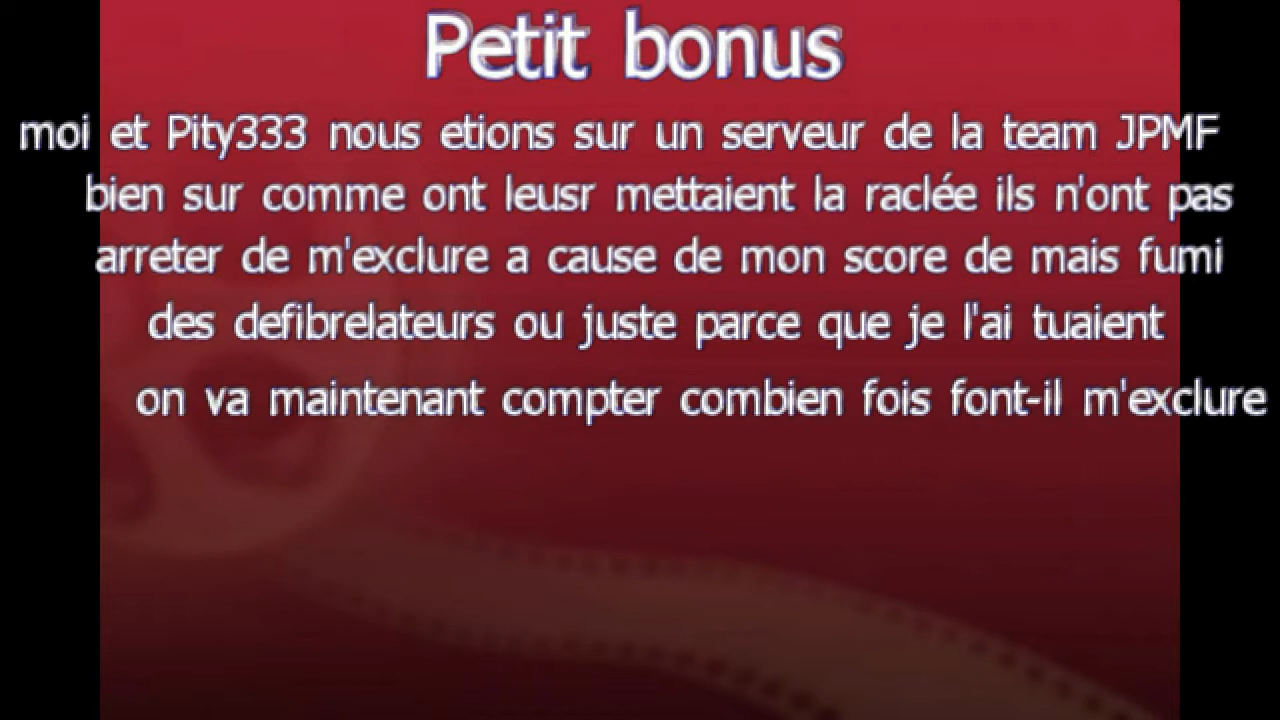 Petit bonus
moi et Pity333 nous etions sur un serveur de la team JPMF
bien sur comme ont leusr mettaient la raclée ils n'ont pas
arreter de m'exclure a cause de mon score de mais fumi
des defibrelateurs ou juste parce que je l'ai tuaient
on va maintenant compter combien fois font-il m'exclure